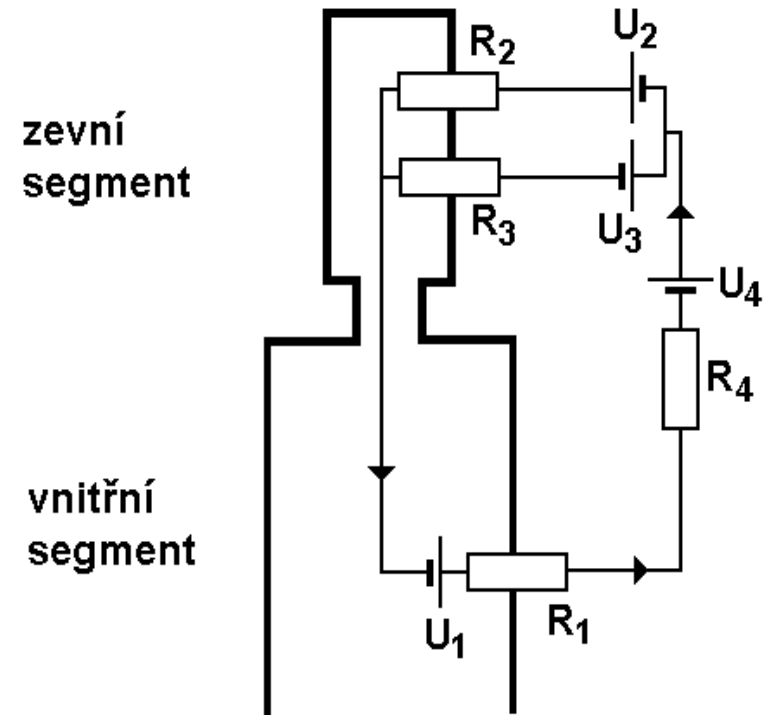 R2
U2
zevní
segment
R3
U3
U4
R4
vnitřní
segment
U1
R1